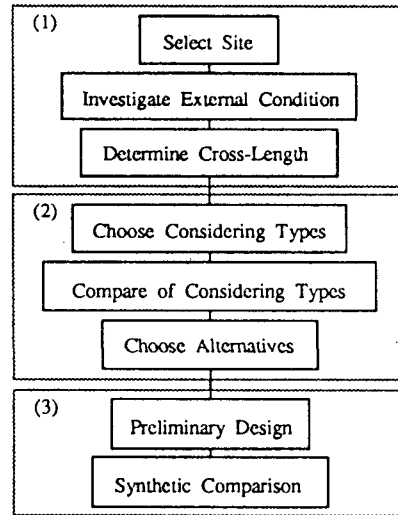 (1)
Select Site
Investigate External Condition
Determine Cross-Length
(2)
Choose Considering Types
Compare of Considering Types
Choose Alternatives
(3)
Preliminary Design
Synthetic Comparison